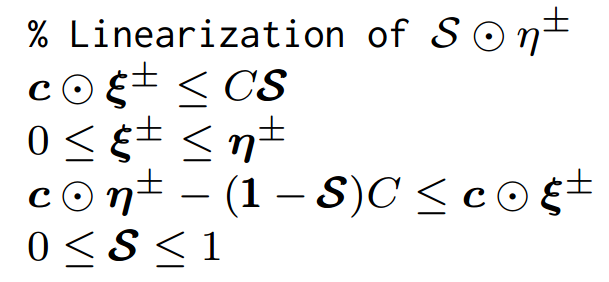 % Linearization of 𝒮 ⊙ η±
𝒄 ⊙ 𝝃± ≤ C𝓢
0 ≤ 𝝃± ≤ 𝜼±
𝒄 ⊙ 𝜼± − (𝟏 − 𝓢)C ≤ 𝒄 ⊙ 𝝃±
0 ≤ 𝓢 ≤ 1